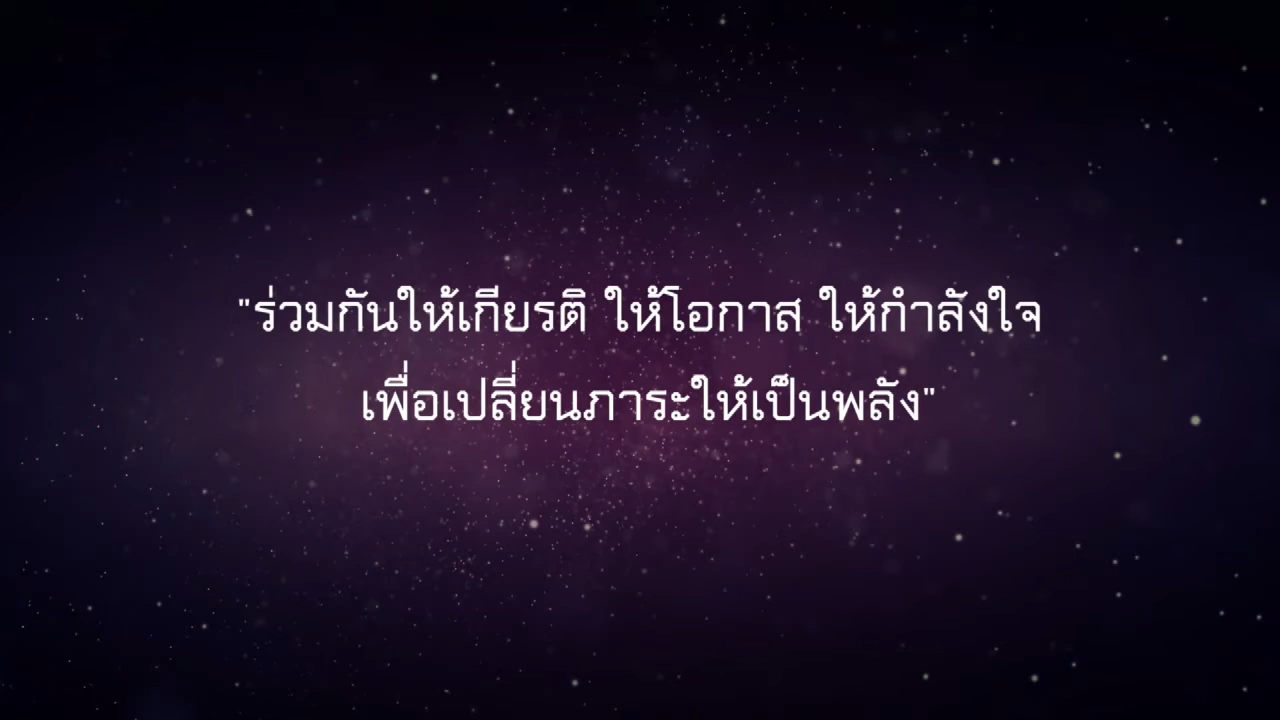 "ร่วมกันให้เกียรติ ให้โอกาส ให้กำลังใจ
เพื่อเปลี่ยนภาระให้เป็นพลัง"